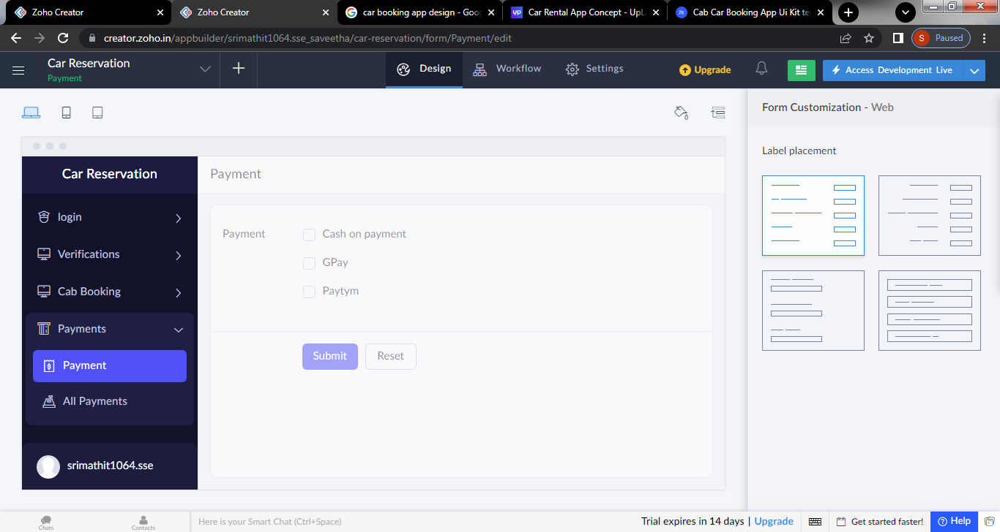 Zoho Creator
Zoho Creator
car booking app design - Goo
Car Rental App Concept - UpL
Cab Car Booking App Ui Kit te
creator.zoho.in/appbuilder/srimathit1064.sse_saveetha/car-reservation/form/Payment/edit
S Paused
Car Reservation
Payment
Design
Workflow
Settings
Upgrade
Access Development Live
Form Customization - Web
Label placement
Car Reservation
Payment
login
Verifications
Cab Booking
Payments
Payment
All Payments
srimathit1064.sse
Payment
Cash on payment
GPay
Paytym
Submit
Reset
Chats
Contacts
Here is your Smart Chat (Ctrl+Space)
Trial expires in 14 days | Upgrade
Get started faster!
Help